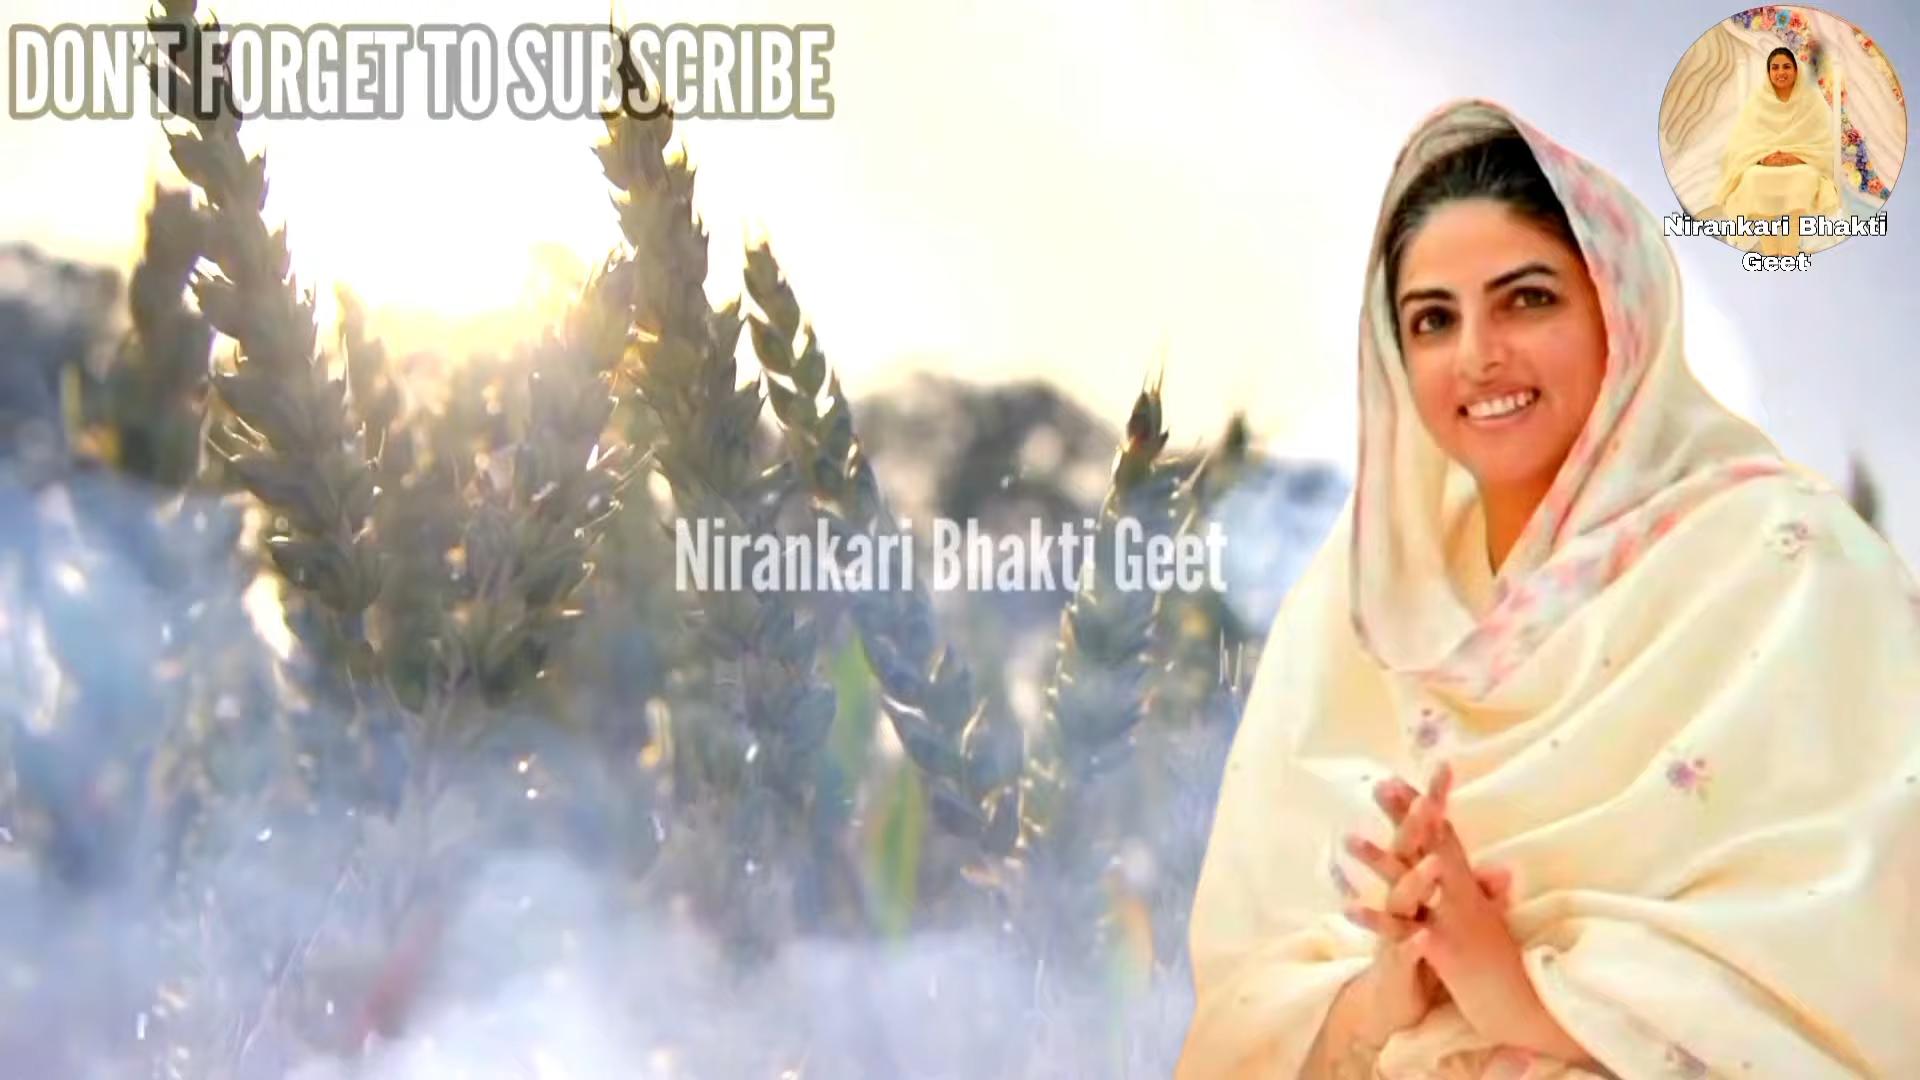 DON'T FORGET TO SUBSCRIBE
Nirankari Bhakti
Geet
Nirankari Bhakti Geet